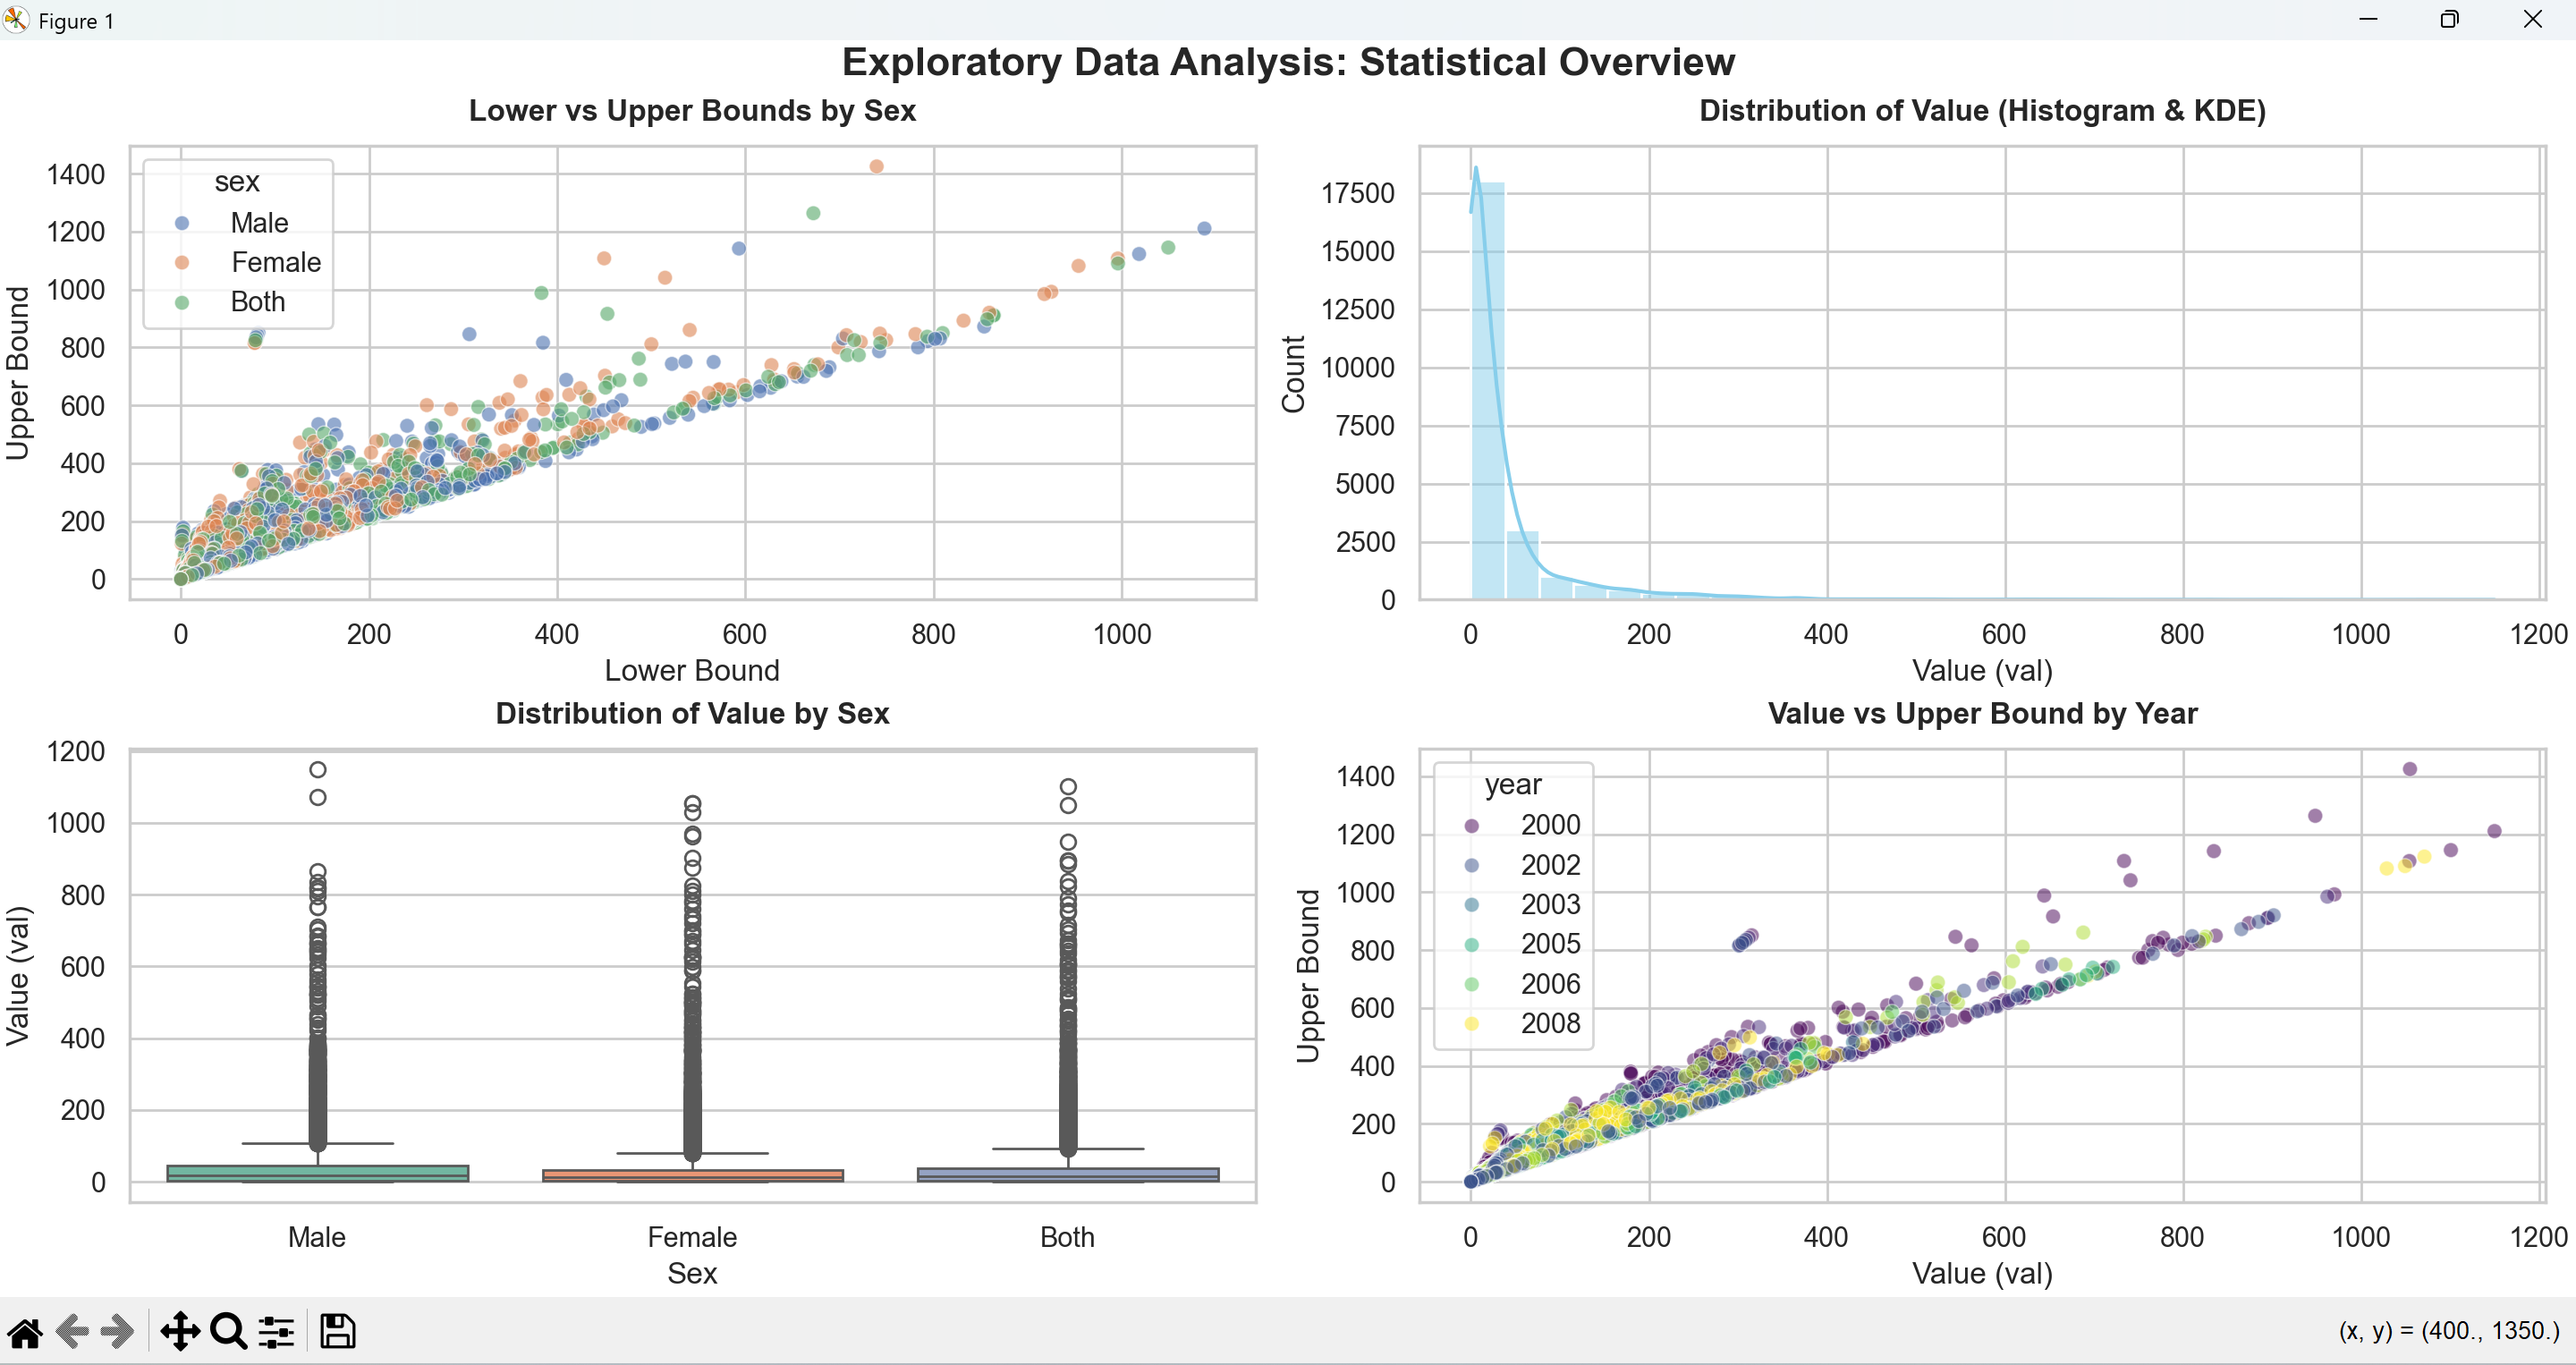 Figure 1
Exploratory Data Analysis: Statistical Overview
Lower vs Upper Bounds by Sex
1400
1200
1000
800
600
400
200
0
Upper Bound
sex
Male
Female
Both
0 200 400 600 800 1000
Lower Bound
Distribution of Value (Histogram & KDE)
17500
15000
12500
10000
7500
5000
2500
0
Count
0 200 400 600 800 1000 1200
Value (val)
Distribution of Value by Sex
1200
1000
800
600
400
200
0
Value (val)
Male Female Both
Sex
Value vs Upper Bound by Year
1400
1200
1000
800
600
400
200
0
Upper Bound
year
2000
2002
2003
2005
2006
2008
0 200 400 600 800 1000 1200
Value (val)
(x, y) = (400., 1350.)